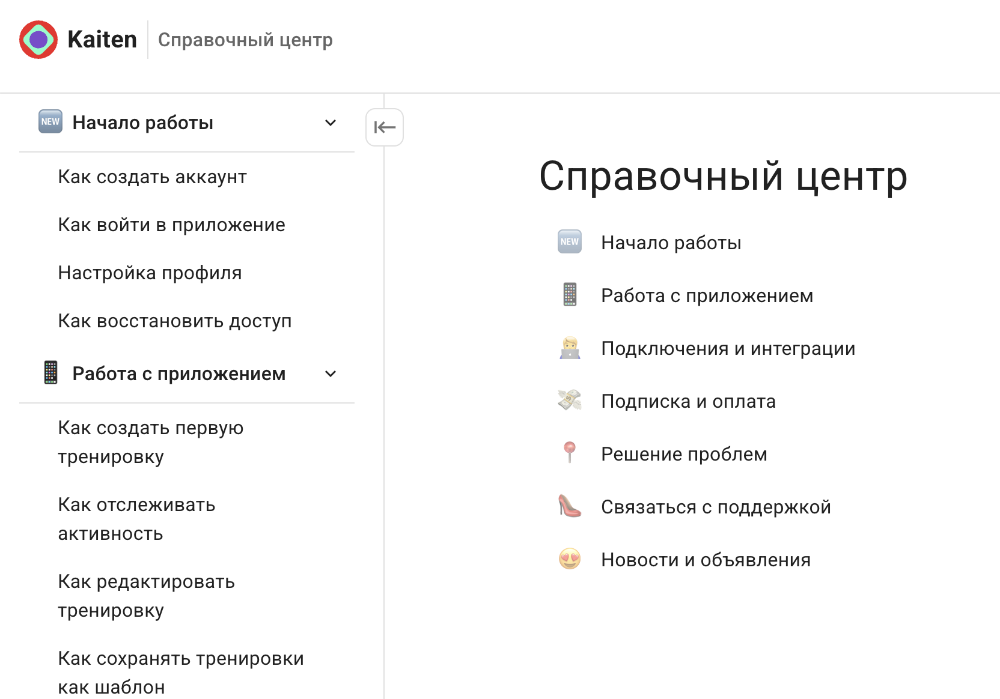 Kaiten
Справочный центр
NEW Начало работы
Как создать аккаунт
Как войти в приложение
Настройка профиля
Как восстановить доступ
Работа с приложением
Как создать первую
тренировку
Как отслеживать
активность
Как редактировать
тренировку
Как сохранять тренировки
как шаблон
Справочный центр
NEW Начало работы
Работа с приложением
Подключения и интеграции
Подписка и оплата
Решение проблем
Связаться с поддержкой
Новости и объявления